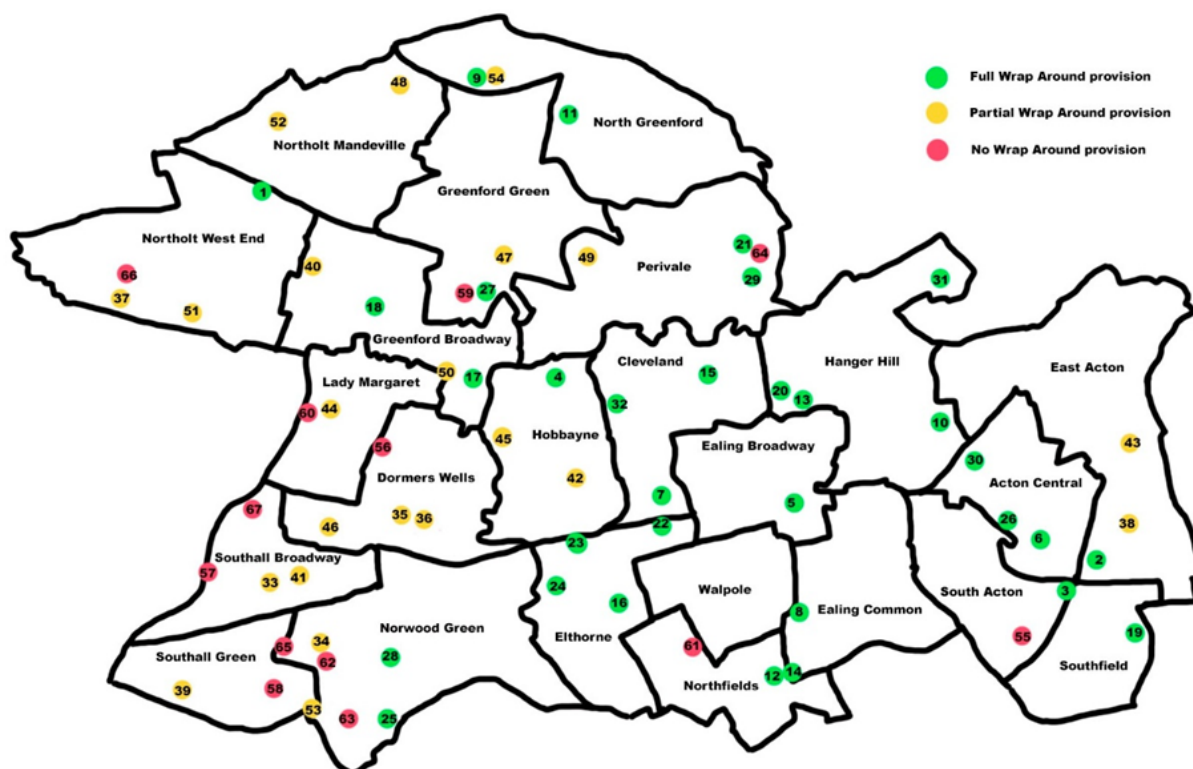 48
9
54
Full Wrap Around provision
11
North Greenford
Partial Wrap Around provision
52
Northolt Mandeville
No Wrap Around provision
1
Greenford Green
Northolt West End
40
47
49
Perivale
21
64
66
37
51
18
59
27
29
31
Greenford Broadway
Cleveland
Hanger Hill
East Acton
Lady Margaret
50
17
4
15
20
13
60
44
32
10
56
45
Hobbayne
Ealing Broadway
43
Dormers Wells
42
30
Acton Central
67
46
35
36
7
5
26
6
38
22
23
2
Southall Broadway
57
33
41
24
16
Walpole
8
Ealing Common
South Acton
3
Norwood Green
Elthorne
65
34
62
28
61
55
19
Southall Green
39
58
53
63
25
Northfields
12
14
Southfield